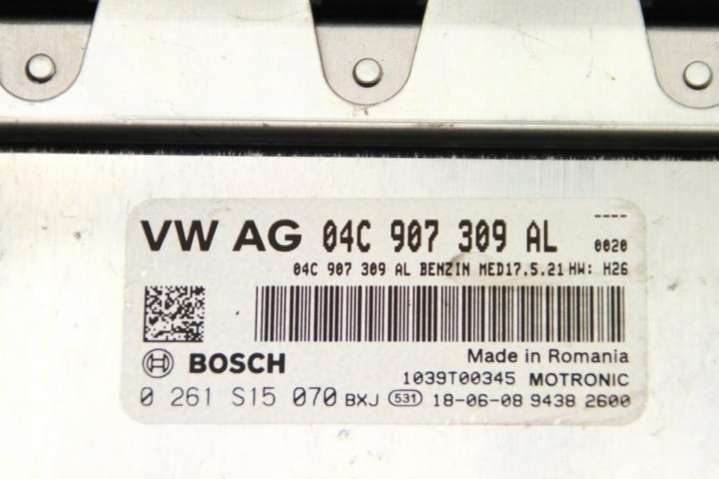 ----
VW AG 04C 907 309 AL 0020
04C 907 309 AL BENZIN MED17.5.21 HW: H26
BOSCH Made in Romania
1039T00345 MOTRONIC
0 261 S15 070 BXJ 531 18-06-08 9438 2600